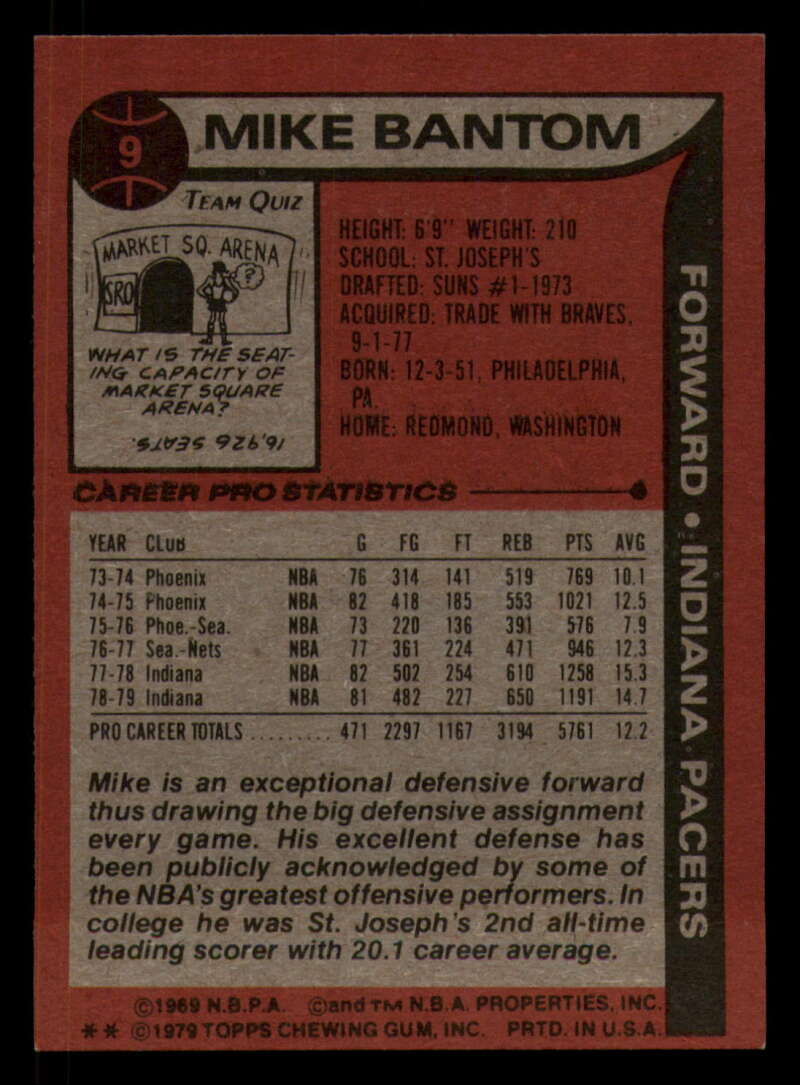 9
MIKE BANTOM
TEAM QUIZ
MARKET SQ. ARENA
SRO
?
WHAT IS THE SEAT-
ING CAPACITY OF
MARKET SQUARE
ARENA?
16,926 SEATS.
HEIGHT: 6'9" WEIGHT: 210
SCHOOL: ST. JOSEPH'S
DRAFTED: SUNS #1-1973
ACQUIRED: TRADE WITH BRAVES,
9-1-77
BORN: 12-3-51, PHILADELPHIA,
PA.
HOME: REDMOND, WASHINGTON
FORWARD • INDIANA PACERS
CAREER PRO STATISTICS
YEAR CLUB G FG FT REB PTS AVG
73-74 Phoenix NBA 76 314 141 519 769 10.1
74-75 Phoenix NBA 82 418 185 553 1021 12.5
75-76 Phoe.-Sea. NBA 73 220 136 391 576 7.9
76-77 Sea.-Nets NBA 77 361 224 471 946 12.3
77-78 Indiana NBA 82 502 254 610 1258 15.3
78-79 Indiana NBA 81 482 227 650 1191 14.7
PRO CAREER TOTALS ......... 471 2297 1167 3194 5761 12.2
Mike is an exceptional defensive forward
thus drawing the big defensive assignment
every game. His excellent defense has
been publicly acknowledged by some of
the NBA's greatest offensive performers. In
college he was St. Joseph's 2nd all-time
leading scorer with 20.1 career average.
©1969 N.B.P.A. ©and TM N.B.A. PROPERTIES, INC.
** ©1979 TOPPS CHEWING GUM, INC. PRTD. IN U.S.A.